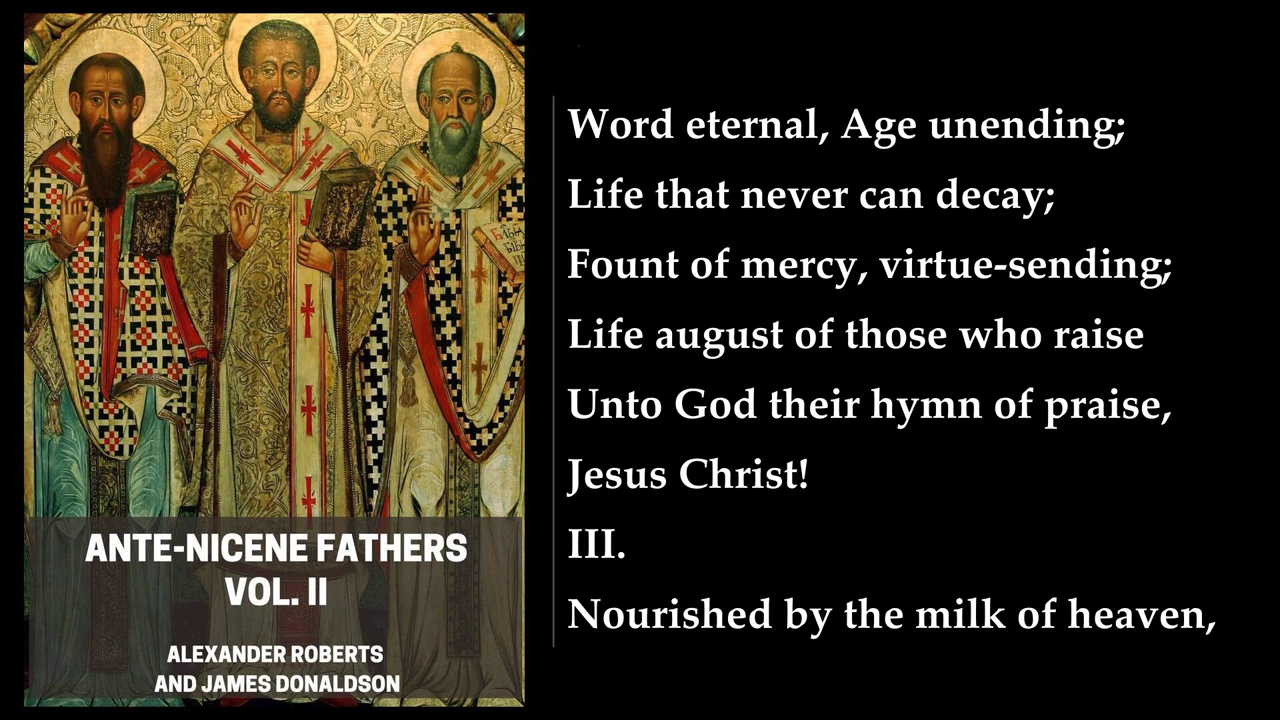 ANTE-NICENE FATHERS
VOL. II
ALEXANDER ROBERTS
AND JAMES DONALDSON
Word eternal, Age unending;
Life that never can decay;
Fount of mercy, virtue-sending;
Life august of those who raise
Unto God their hymn of praise,
Jesus Christ!
III.
Nourished by the milk of heaven,